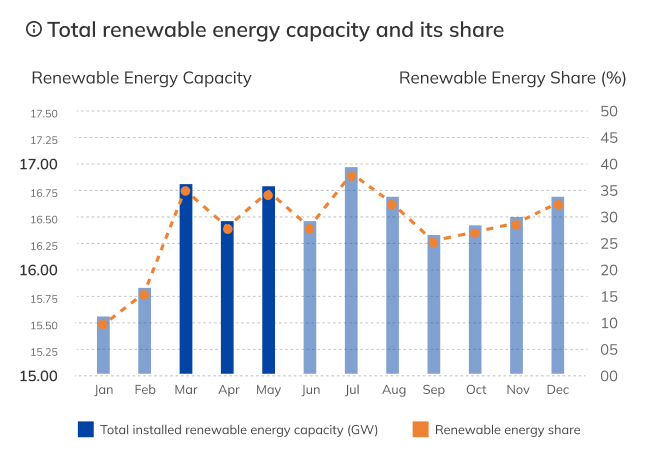 Total renewable energy capacity and its share
Renewable Energy Capacity Renewable Energy Share (%)
17.50 50
17.25 45
17.00 40
16.75 35
16.50 30
16.25 25
16.00 20
15.75 15
15.50 10
15.25 05
15.00 00
Jan Feb Mar Apr May Jun Jul Aug Sep Oct Nov Dec
Total installed renewable energy capacity (GW) Renewable energy share